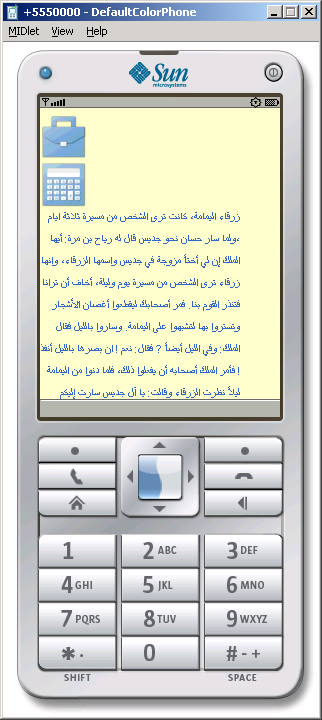 +5550000 - DefaultColorPhone
MIDlet View Help
Sun
microsystems
زرقاء اليمامة، كانت ترى الشخص من مسيرة ثلاثة ايام
،ولما سار حسان نحو جديس قال له رياح بن مرة: أيها
الملك إن لي أختاً مزوجة في جديس وإسمها الزرقاء، وإنها
زرقاء ترى الشخص من مسيرة يوم وليلة، أخاف أن ترانا
فتنذر القوم بنا. فمر أصحابك ليقطعوا أغصان الأشجار
وتستروا بها لتشبهوا على اليمامة. وساروا بالليل فقال
الملك: وفي الليل أيضاً ? فقال: نعم ! إن بصرها بالليل أنفذ
! فأمر الملك أصحابه أن يفعلوا ذلك، فلما دنوا من اليمامة
ليلاً نظرت الزرقاء وقالت: يا آل جديس سارت إليكم
1 2 ABC 3 DEF
4 GHI 5 JKL 6 MNO
7 PQRS 8 TUV 9 WXYZ
* . 0 # - +
SHIFT SPACE